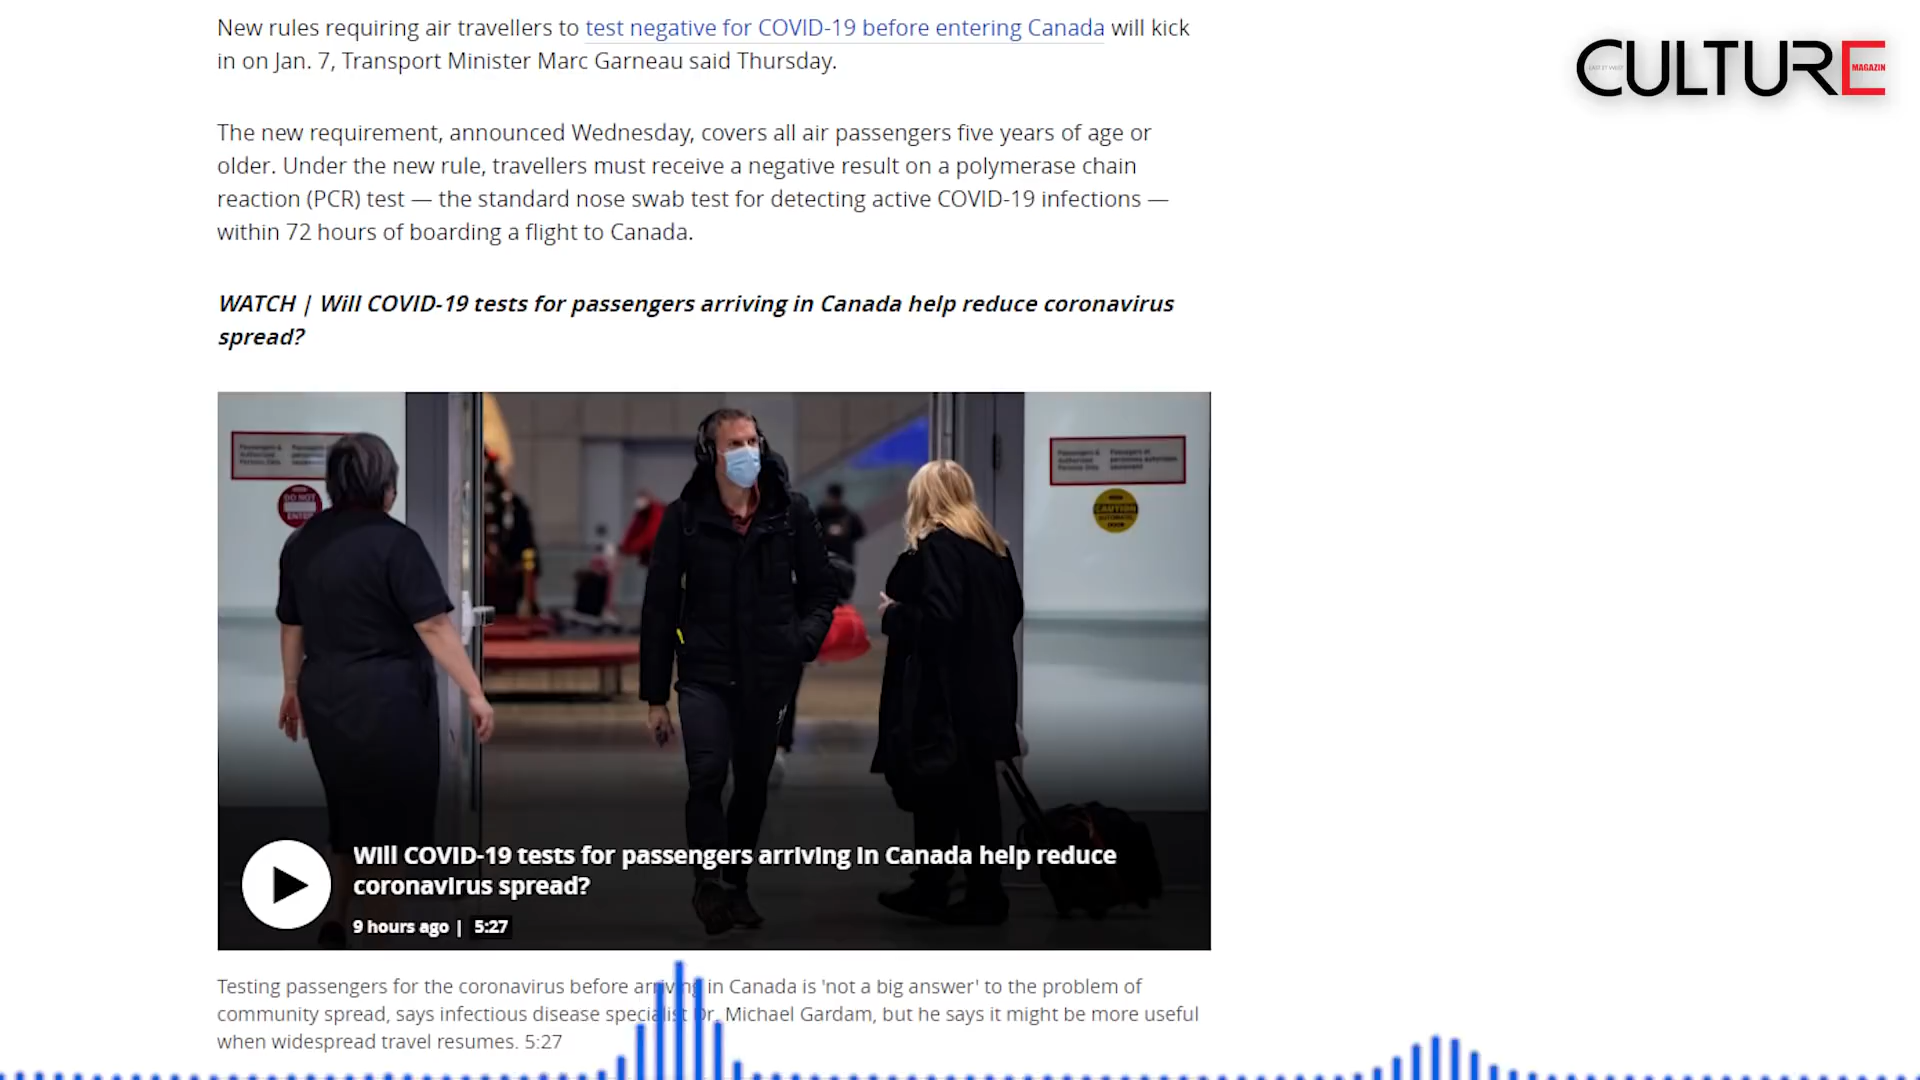 New rules requiring air travellers to test negative for COVID-19 before entering Canada will kick
in on Jan. 7, Transport Minister Marc Garneau said Thursday.
CULTURE
MAGAZIN
The new requirement, announced Wednesday, covers all air passengers five years of age or
older. Under the new rule, travellers must receive a negative result on a polymerase chain
reaction (PCR) test — the standard nose swab test for detecting active COVID-19 infections —
within 72 hours of boarding a flight to Canada.
WATCH | Will COVID-19 tests for passengers arriving in Canada help reduce coronavirus
spread?
DO NOT
ENTER
CAUTION
AUTOMATIC
DOOR
Will COVID-19 tests for passengers arriving in Canada help reduce
coronavirus spread?
9 hours ago | 5:27
Testing passengers for the coronavirus before arriving in Canada is 'not a big answer' to the problem of
community spread, says infectious disease specialist Dr. Michael Gardam, but he says it might be more useful
when widespread travel resumes. 5:27